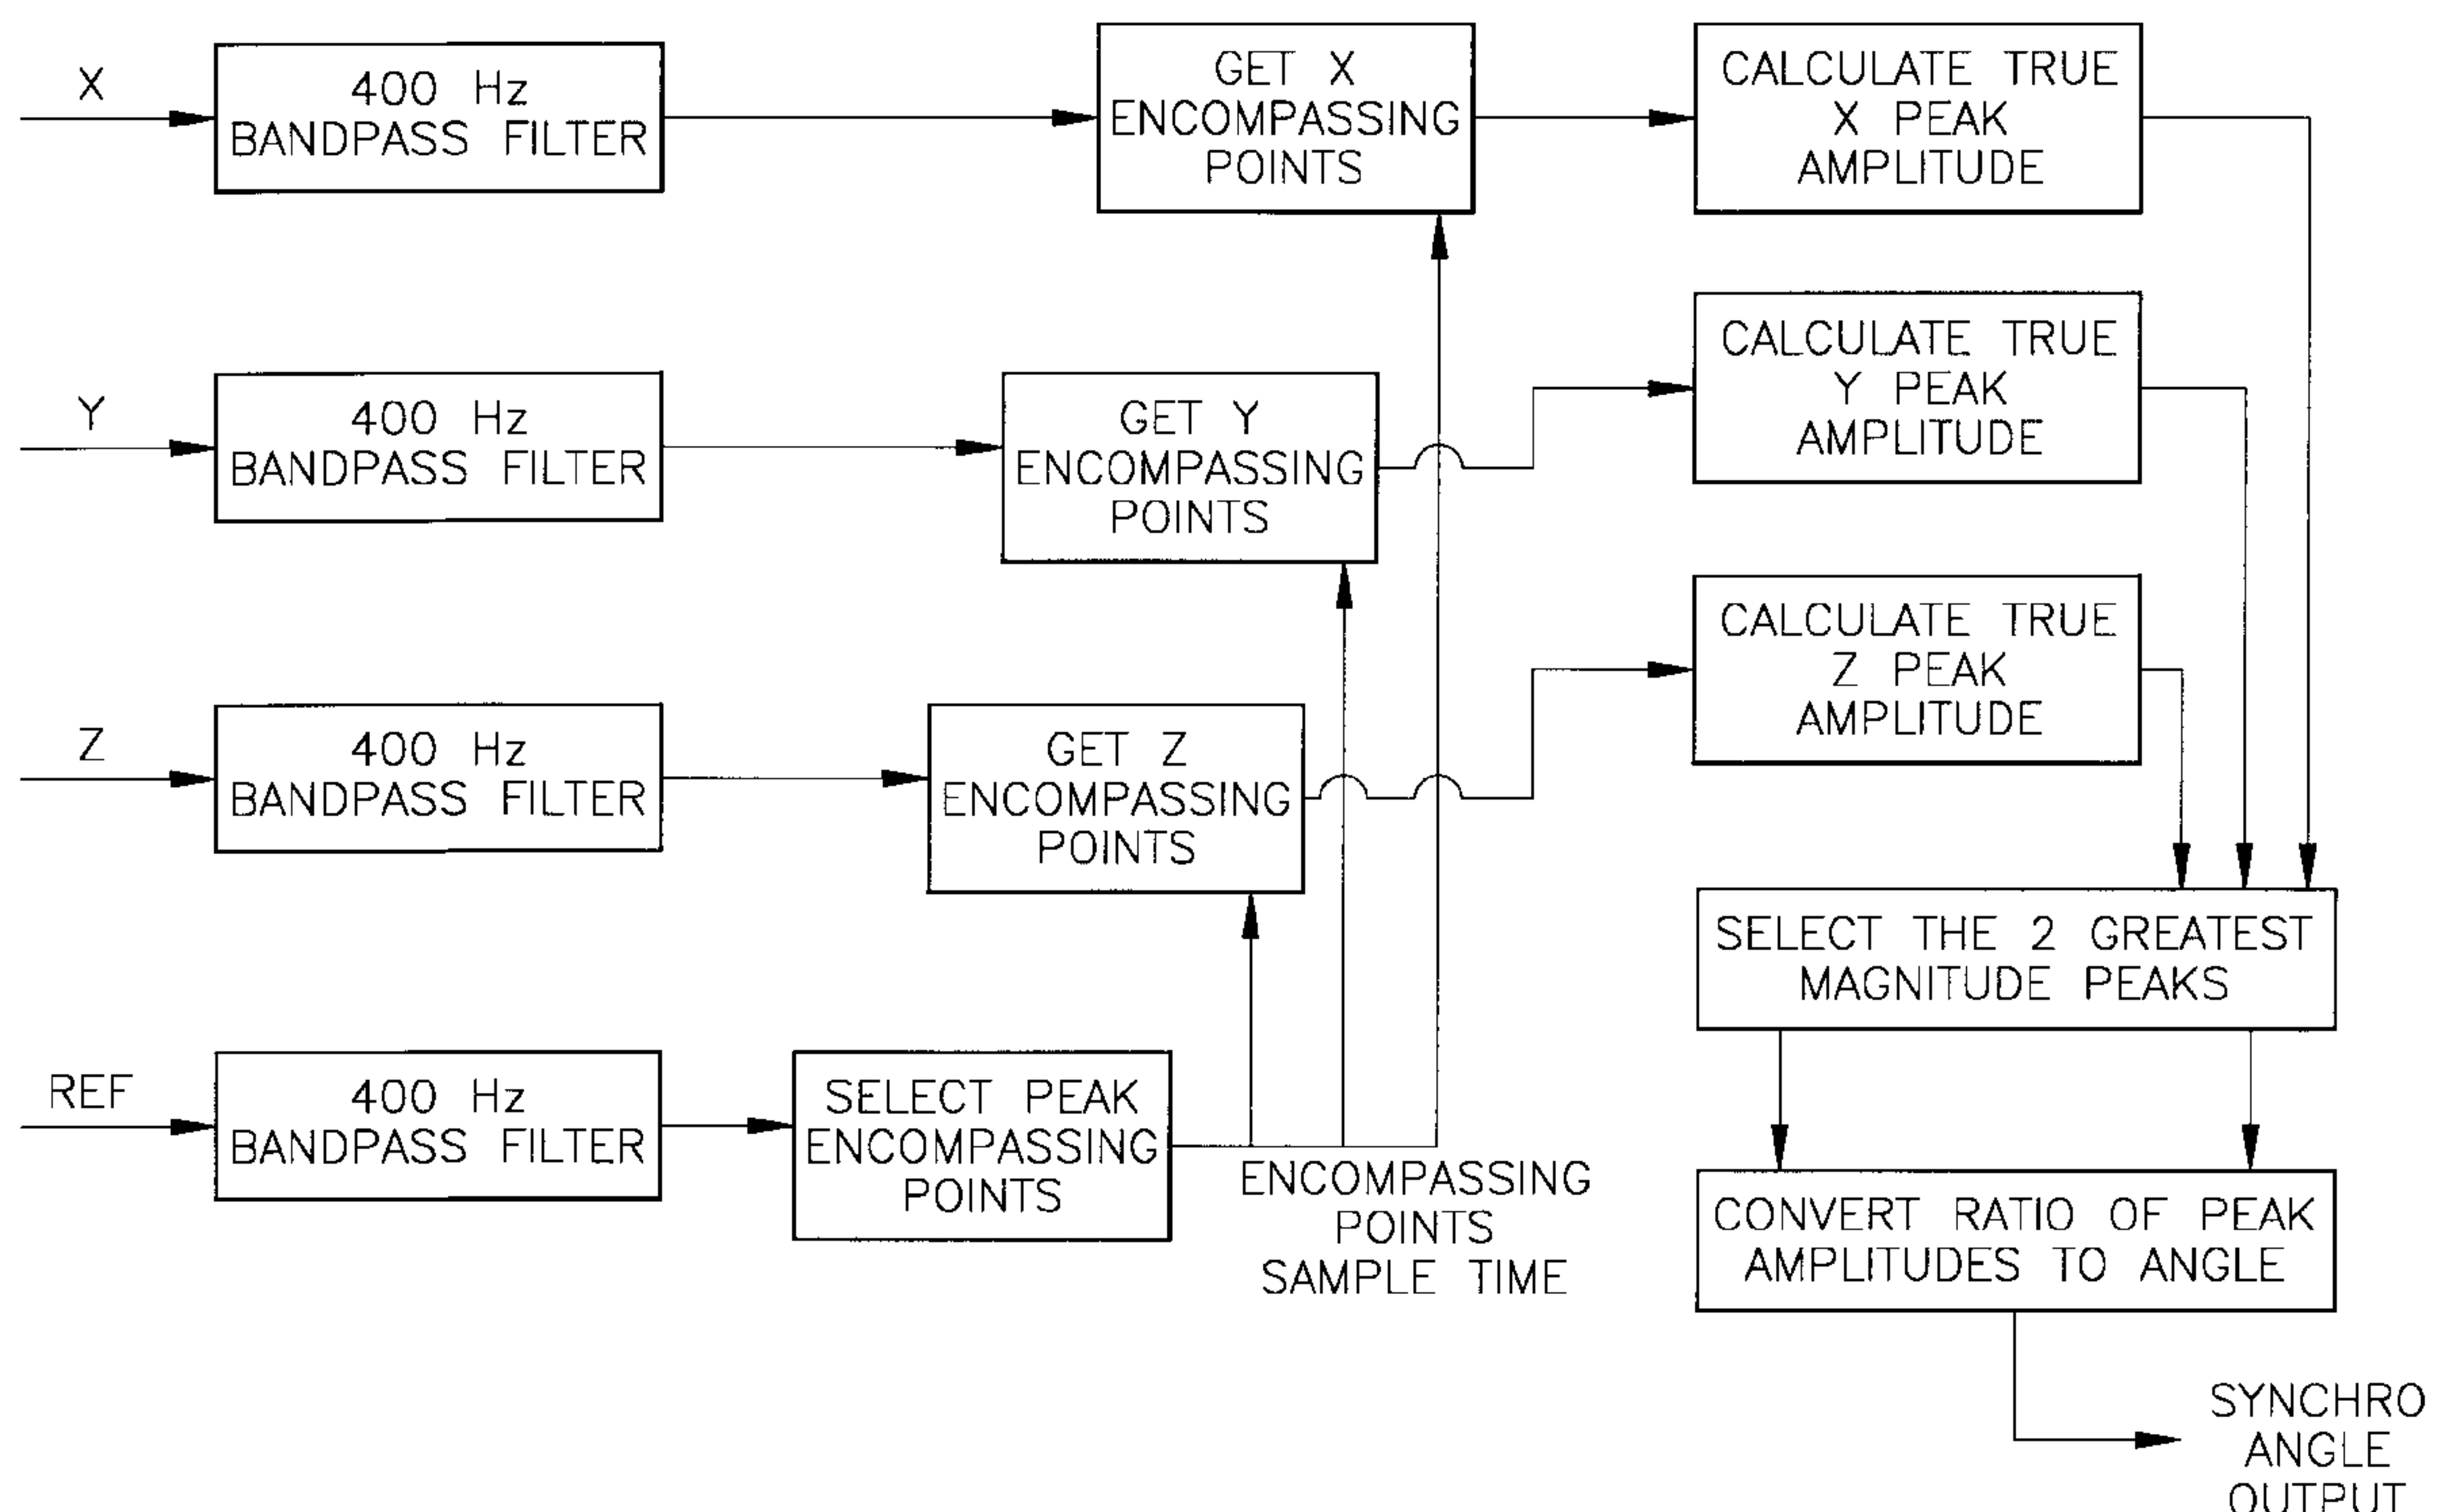 X
400 Hz
BANDPASS FILTER
GET X
ENCOMPASSING
POINTS
CALCULATE TRUE
X PEAK
AMPLITUDE
Y
400 Hz
BANDPASS FILTER
GET Y
ENCOMPASSING
POINTS
CALCULATE TRUE
Y PEAK
AMPLITUDE
Z
400 Hz
BANDPASS FILTER
GET Z
ENCOMPASSING
POINTS
CALCULATE TRUE
Z PEAK
AMPLITUDE
SELECT THE 2 GREATEST
MAGNITUDE PEAKS
REF
400 Hz
BANDPASS FILTER
SELECT PEAK
ENCOMPASSING
POINTS
ENCOMPASSING
POINTS
SAMPLE TIME
CONVERT RATIO OF PEAK
AMPLITUDES TO ANGLE
SYNCHRO
ANGLE
OUTPUT